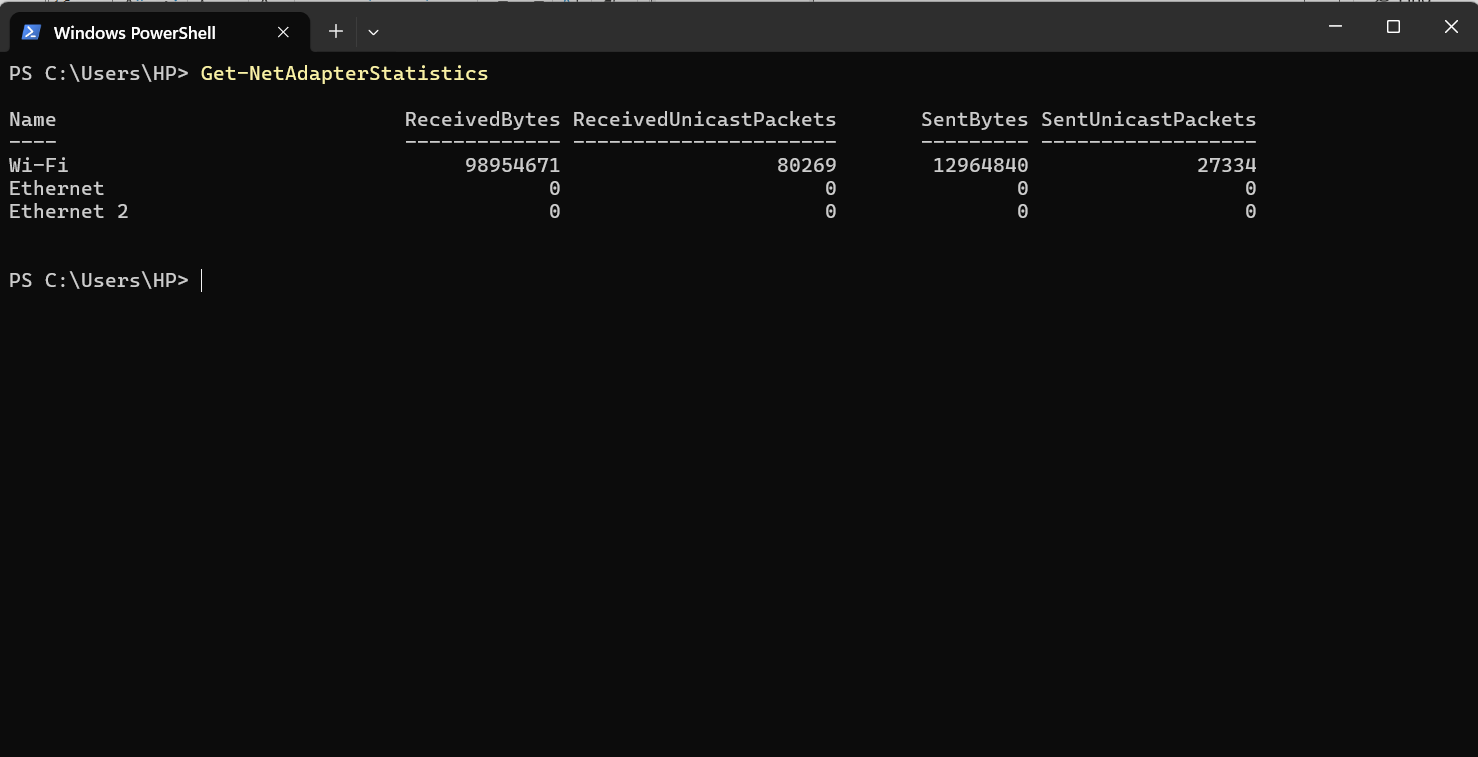 Windows PowerShell
PS C:\Users\HP> Get-NetAdapterStatistics
Name ReceivedBytes ReceivedUnicastPackets SentBytes SentUnicastPackets
---- ------------- ---------------------- --------- ------------------
Wi-Fi 98954671 80269 12964840 27334
Ethernet 0 0 0 0
Ethernet 2 0 0 0 0
PS C:\Users\HP>